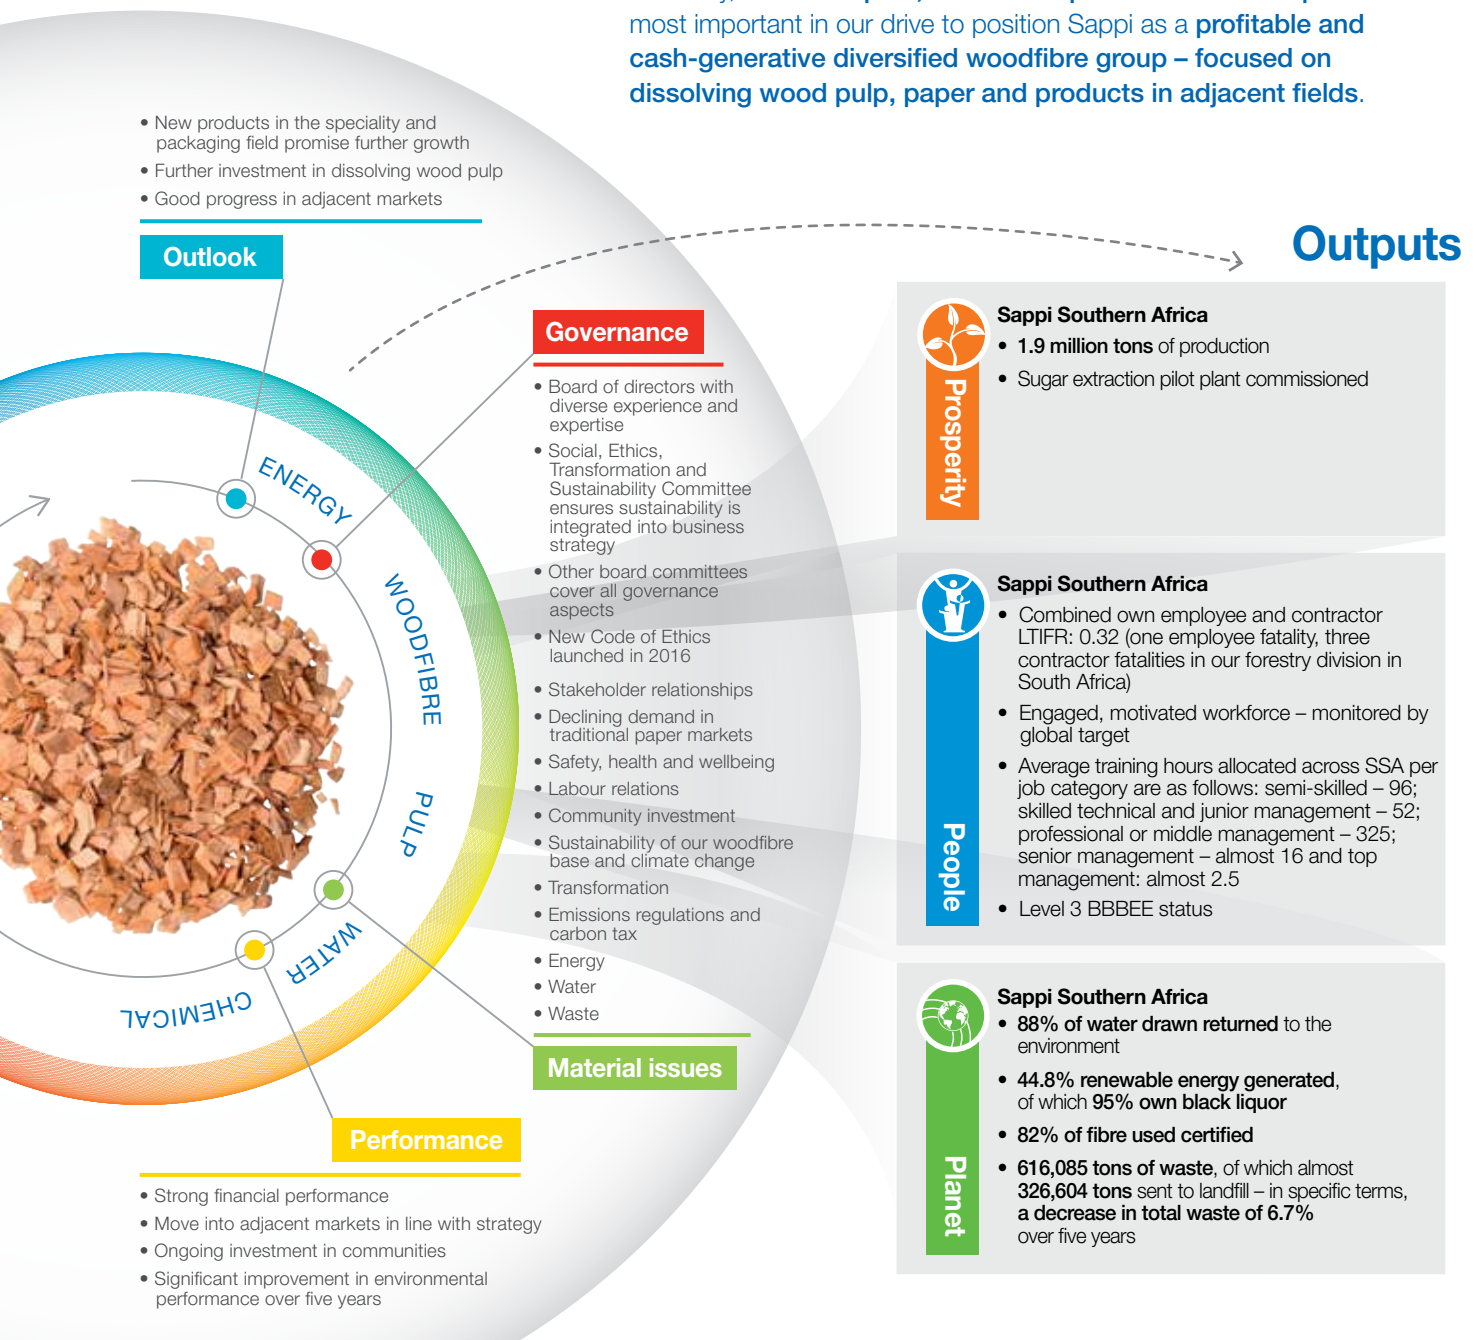 most important in our drive to position Sappi as a profitable and
cash-generative diversified woodfibre group – focused on
dissolving wood pulp, paper and products in adjacent fields.
• New products in the speciality and
packaging field promise further growth
• Further investment in dissolving wood pulp
• Good progress in adjacent markets
Outlook
Governance
• Board of directors with
diverse experience and
expertise
• Social, Ethics,
Transformation and
Sustainability Committee
ensures sustainability is
integrated into business
strategy
• Other board committees
cover all governance
aspects
• New Code of Ethics
launched in 2016
• Stakeholder relationships
• Declining demand in
traditional paper markets
• Safety, health and wellbeing
• Labour relations
• Community investment
• Sustainability of our woodfibre
base and climate change
• Transformation
• Emissions regulations and
carbon tax
• Energy
• Water
• Waste
Material issues
ENERGY
WOODFIBRE
PULP
WATER
CHEMICAL
Performance
• Strong financial performance
• Move into adjacent markets in line with strategy
• Ongoing investment in communities
• Significant improvement in environmental
performance over five years
Outputs
Prosperity
Sappi Southern Africa
• 1.9 million tons of production
• Sugar extraction pilot plant commissioned
People
Sappi Southern Africa
• Combined own employee and contractor
LTIFR: 0.32 (one employee fatality, three
contractor fatalities in our forestry division in
South Africa)
• Engaged, motivated workforce – monitored by
global target
• Average training hours allocated across SSA per
job category are as follows: semi-skilled – 96;
skilled technical and junior management – 52;
professional or middle management – 325;
senior management – almost 16 and top
management: almost 2.5
• Level 3 BBBEE status
Planet
Sappi Southern Africa
• 88% of water drawn returned to the
environment
• 44.8% renewable energy generated,
of which 95% own black liquor
• 82% of fibre used certified
• 616,085 tons of waste, of which almost
326,604 tons sent to landfill – in specific terms,
a decrease in total waste of 6.7%
over five years